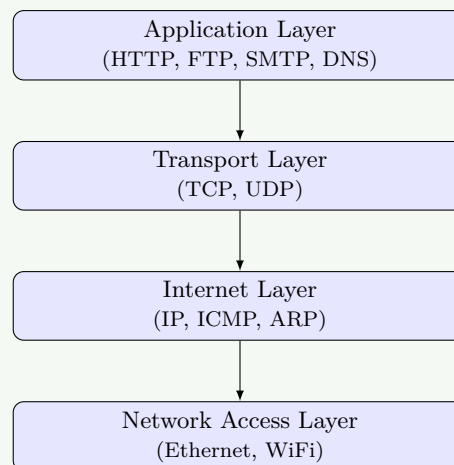 Application Layer
(HTTP, FTP, SMTP, DNS)
Transport Layer
(TCP, UDP)
Internet Layer
(IP, ICMP, ARP)
Network Access Layer
(Ethernet, WiFi)